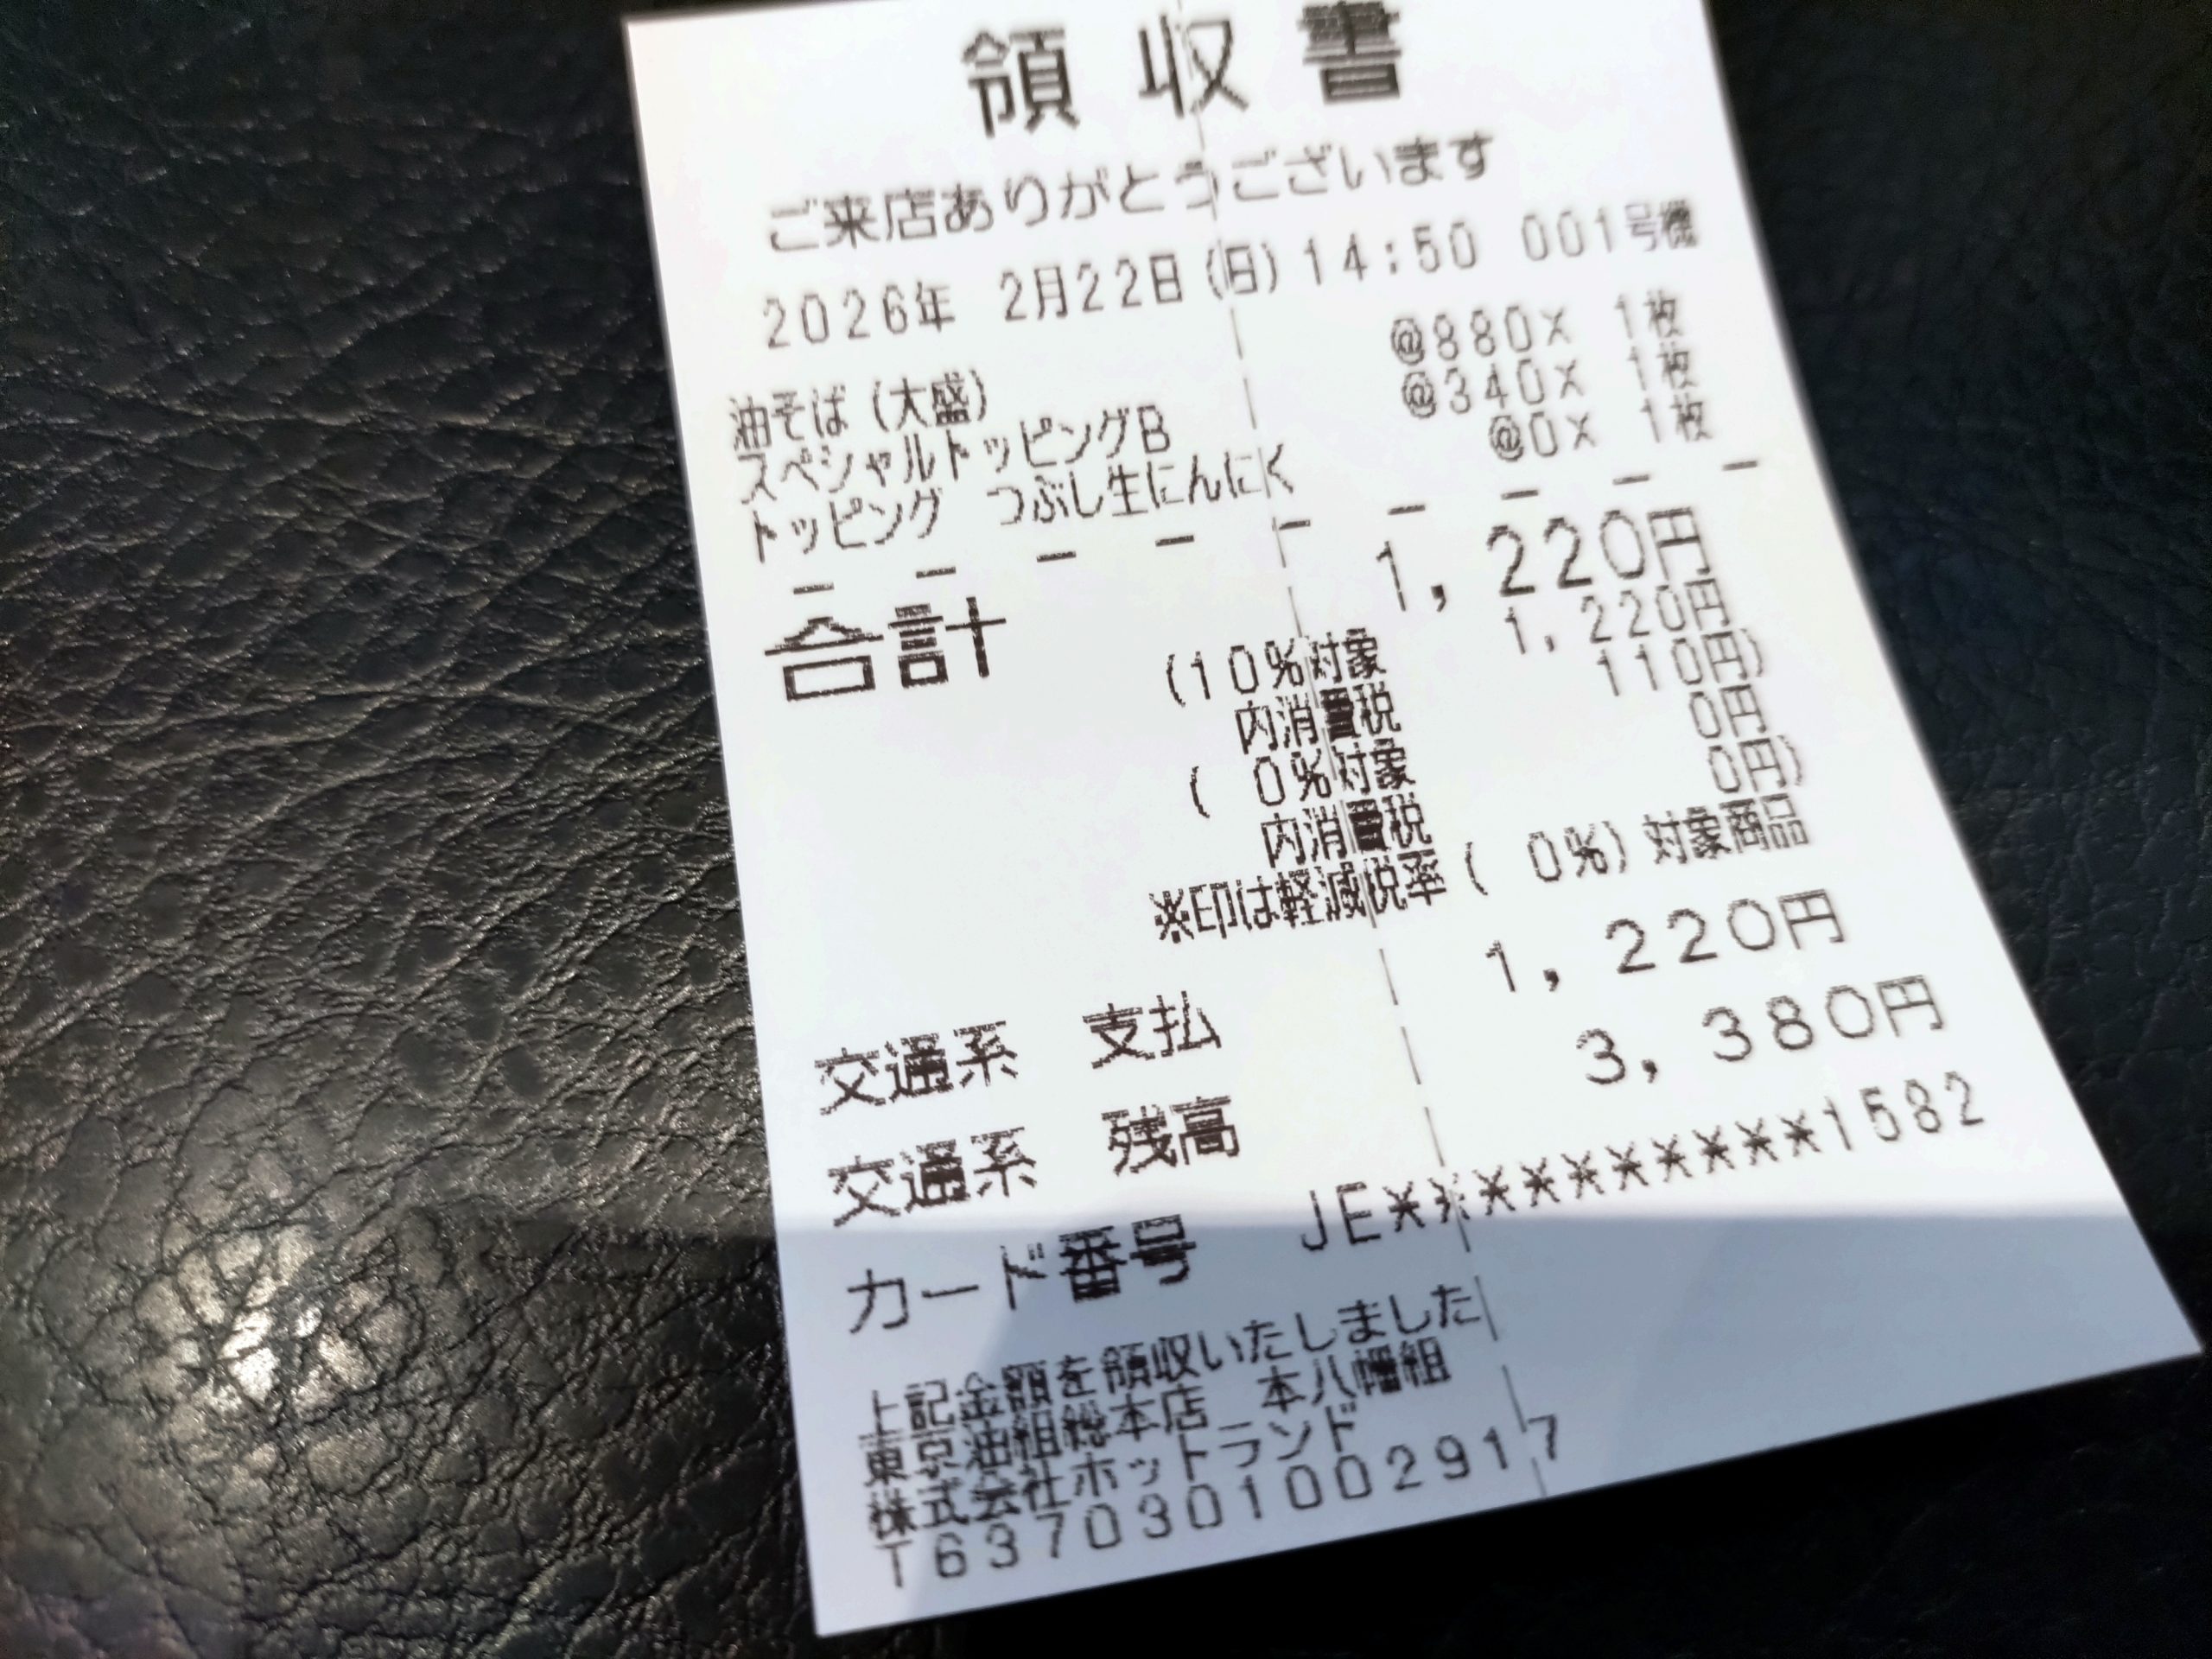 領収書
ご来店ありがとうございます
2026年 2月22日(日)14:50 001号機
油そば(大盛) @880× 1枚
スペシャルトッピングB @340× 1枚
トッピング つぶし生にんにく @0× 1枚
合計 1,220円
(10%対象 1,220円
内消費税 110円)
( 0%対象 0円
内消費税 0円)
※印は軽減税率( 0%)対象商品
交通系 支払 1,220円
交通系 残高 3,380円
カード番号 JE***********1582
上記金額を領収いたしました
東京油組総本店 本八幡組
株式会社ホットランド
T6370301002917